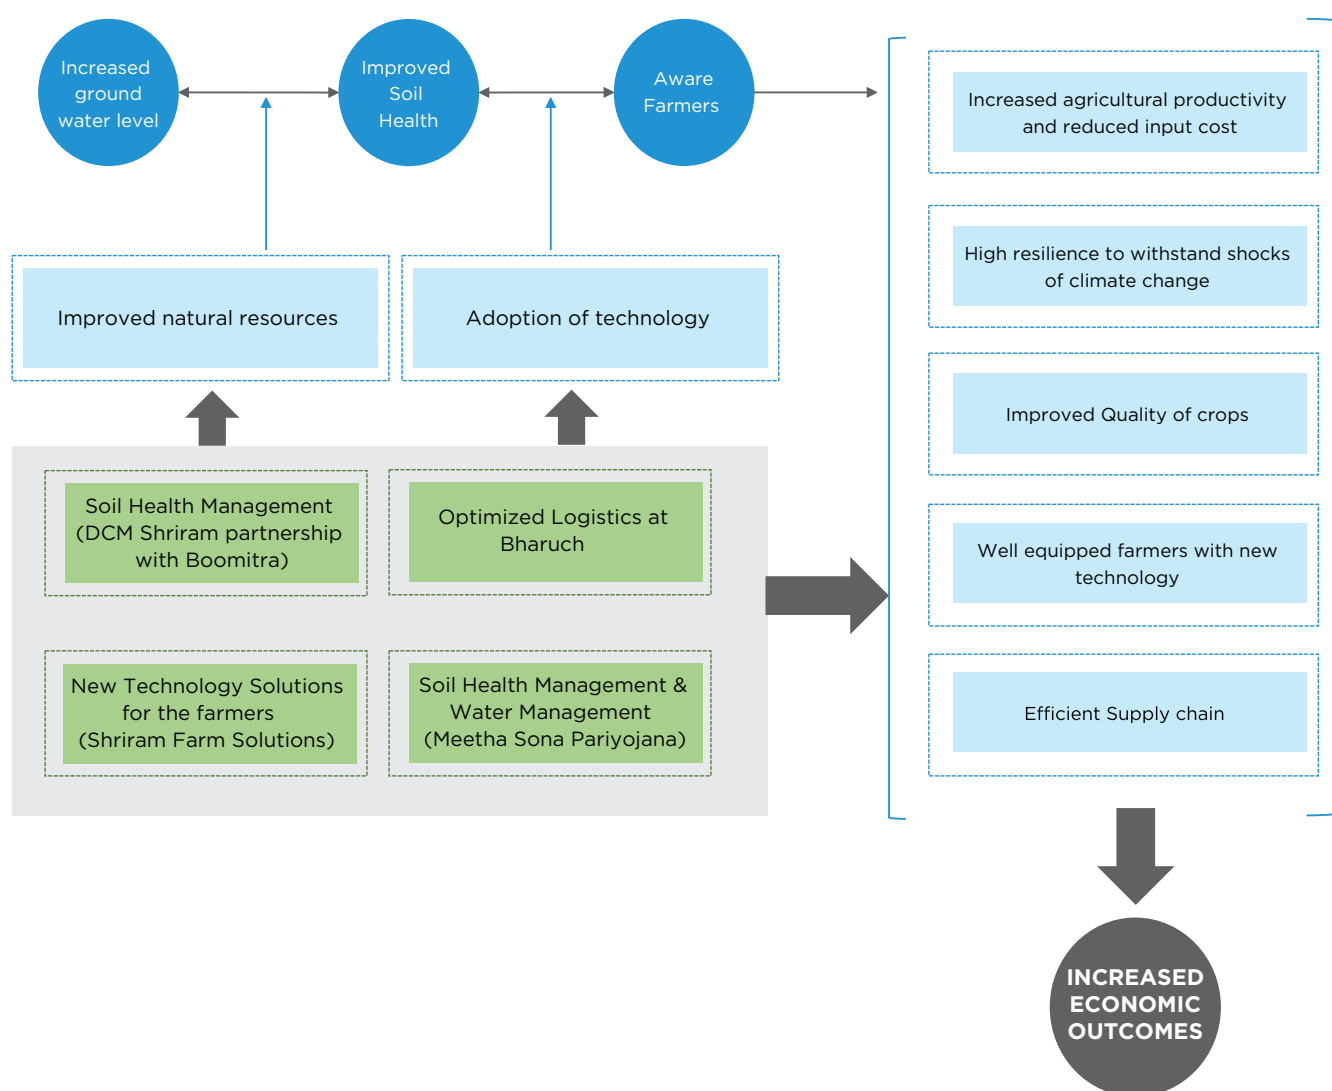 Increased
ground
water level
Improved
Soil
Health
Aware
Farmers
Improved natural resources
Adoption of technology
Soil Health Management
(DCM Shriram partnership
with Boomitra)
Optimized Logistics at
Bharuch
New Technology Solutions
for the farmers
(Shriram Farm Solutions)
Soil Health Management &
Water Management
(Meetha Sona Pariyojana)
Increased agricultural productivity
and reduced input cost
High resilience to withstand shocks
of climate change
Improved Quality of crops
Well equipped farmers with new
technology
Efficient Supply chain
INCREASED
ECONOMIC
OUTCOMES